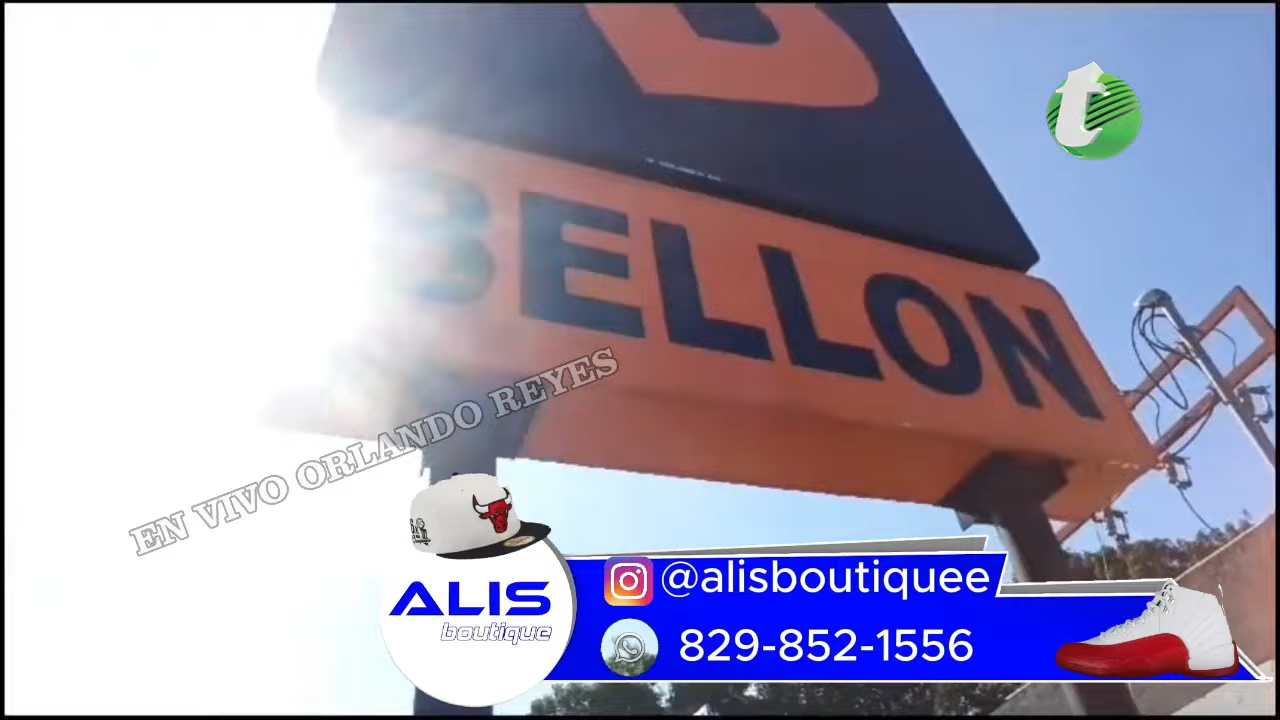 BELLON
EN VIVO ORLANDO REYES
ALIS
boutique
@alisboutiquee
829-852-1556
t